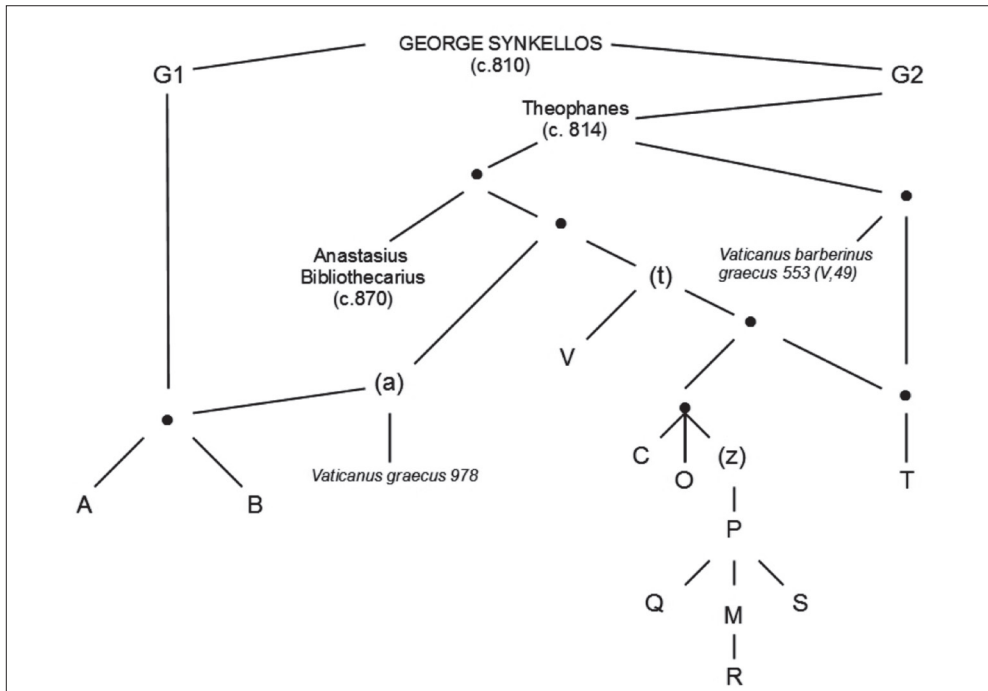 GEORGE SYNKELLOS
(c.810)
G1
G2
Theophanes
(c. 814)
Anastasius
Bibliothecarius
(c.870)
Vaticanus barberinus
graecus 553 (V,49)
(t)
V
(a)
Vaticanus graecus 978
C
O
(z)
T
A
B
P
Q
M
S
R